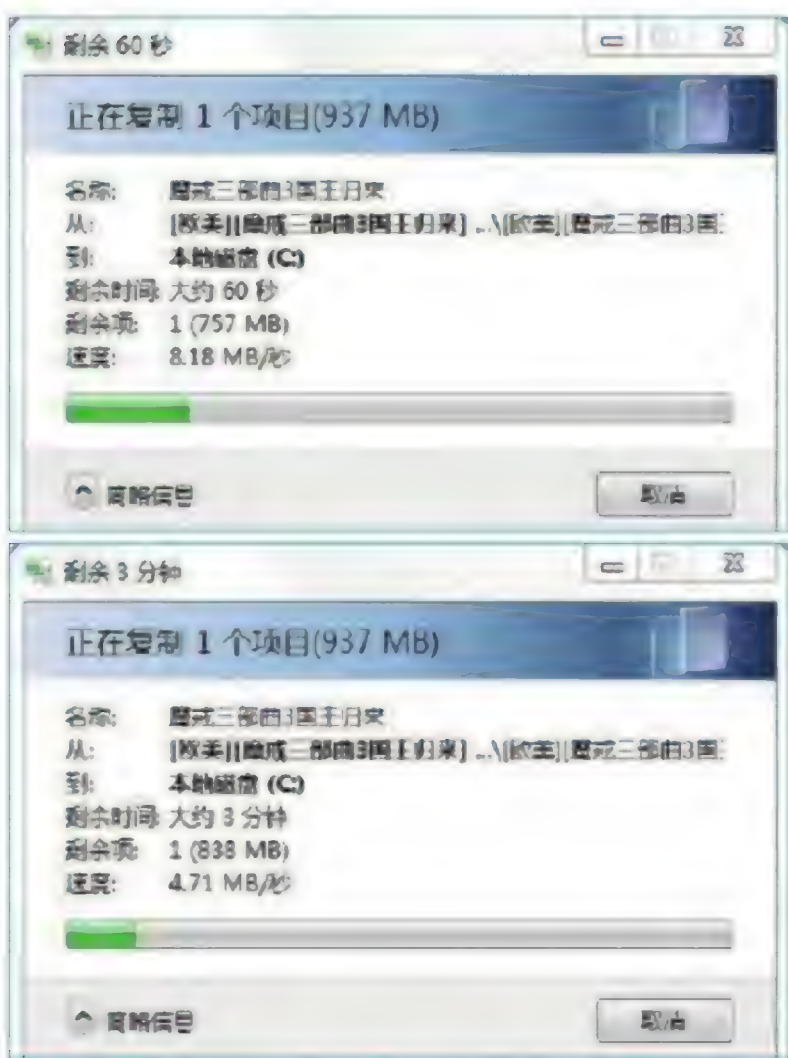 剩余 60 秒
正在复制 1 个项目(937 MB)
名称: 魔戒三部曲3国王归来
从: [欧美][魔戒三部曲3国王归来] ...\[欧美][魔戒三部曲3国
到: 本地磁盘 (C:)
剩余时间: 大约 60 秒
剩余项: 1 (757 MB)
速度: 8.18 MB/秒
简略信息
取消
剩余 3 分钟
正在复制 1 个项目(937 MB)
名称: 魔戒三部曲3国王归来
从: [欧美][魔戒三部曲3国王归来] ...\[欧美][魔戒三部曲3国
到: 本地磁盘 (C:)
剩余时间: 大约 3 分钟
剩余项: 1 (838 MB)
速度: 4.71 MB/秒
简略信息
取消